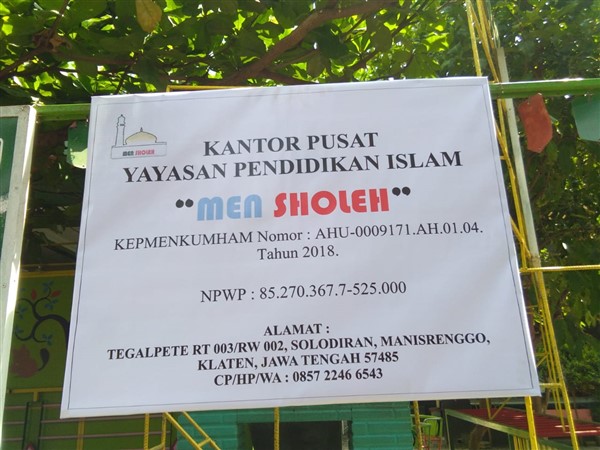 MEN SHOLEH
KANTOR PUSAT
YAYASAN PENDIDIKAN ISLAM
"MEN SHOLEH"
KEPMENKUMHAM Nomor : AHU-0009171.AH.01.04.
Tahun 2018.
NPWP : 85.270.367.7-525.000
ALAMAT :
TEGALPETE RT 003/RW 002, SOLODIRAN, MANISRENGGO,
KLATEN, JAWA TENGAH 57485
CP/HP/WA : 0857 2246 6543